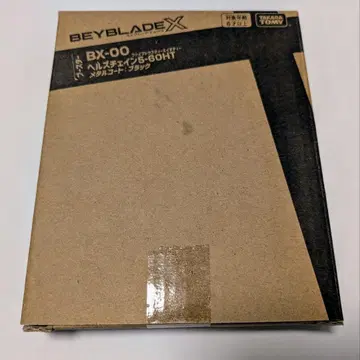 BEYBLADE X
対象年齢
6才以上
TAKARA
TOMY
ブースター
BX-00
ヘルズチェイン5-60HT
メタルコート:ブラック